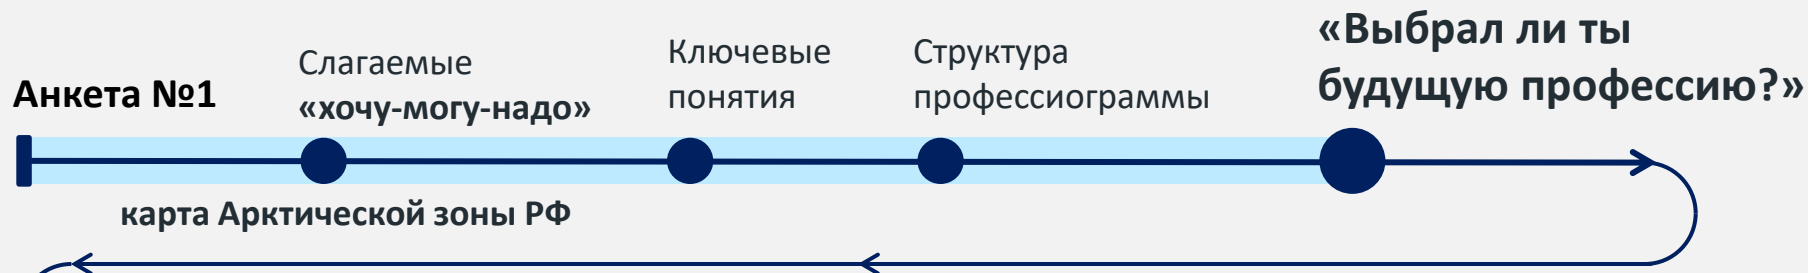 Анкета №1
Слагаемые
«хочу-могу-надо»
Ключевые
понятия
Структура
профессиограммы
«Выбрал ли ты
будущую профессию?»
карта Арктической зоны РФ